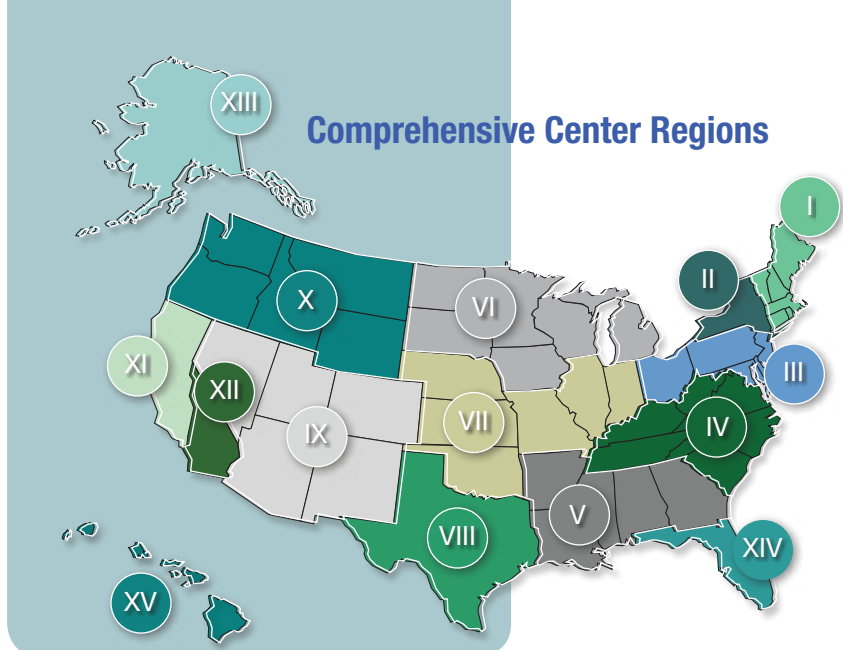 XIII
Comprehensive Center Regions
I
II
X
VI
XI
XII
III
VII
IV
IX
V
VIII
XIV
XV